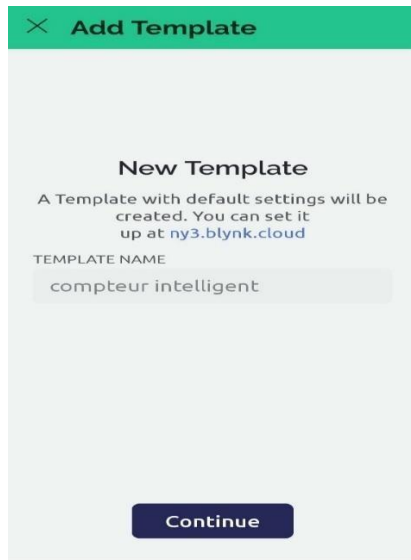 Add Template
New Template
A Template with default settings will be
created. You can set it
up at ny3.blynk.cloud
TEMPLATE NAME
compteur intelligent
Continue